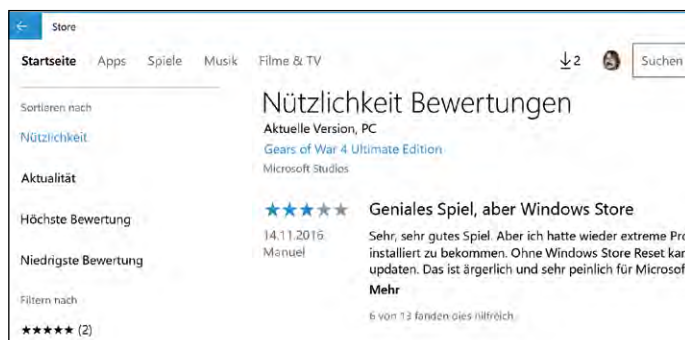 Store
Startseite Apps Spiele Musik Filme & TV 2 Suchen
Sortieren nach
Nützlichkeit
Aktualität
Höchste Bewertung
Niedrigste Bewertung
Filtern nach
★★★★★ (2)
Nützlichkeit Bewertungen
Aktuelle Version, PC
Gears of War 4 Ultimate Edition
Microsoft Studios
Geniales Spiel, aber Windows Store
14.11.2016
Manuel
Sehr, sehr gutes Spiel. Aber ich hatte wieder extreme Pro
installiert zu bekommen. Ohne Windows Store Reset kan
updaten. Das ist ärgerlich und sehr peinlich für Microsof
Mehr
6 von 13 fanden dies hilfreich.